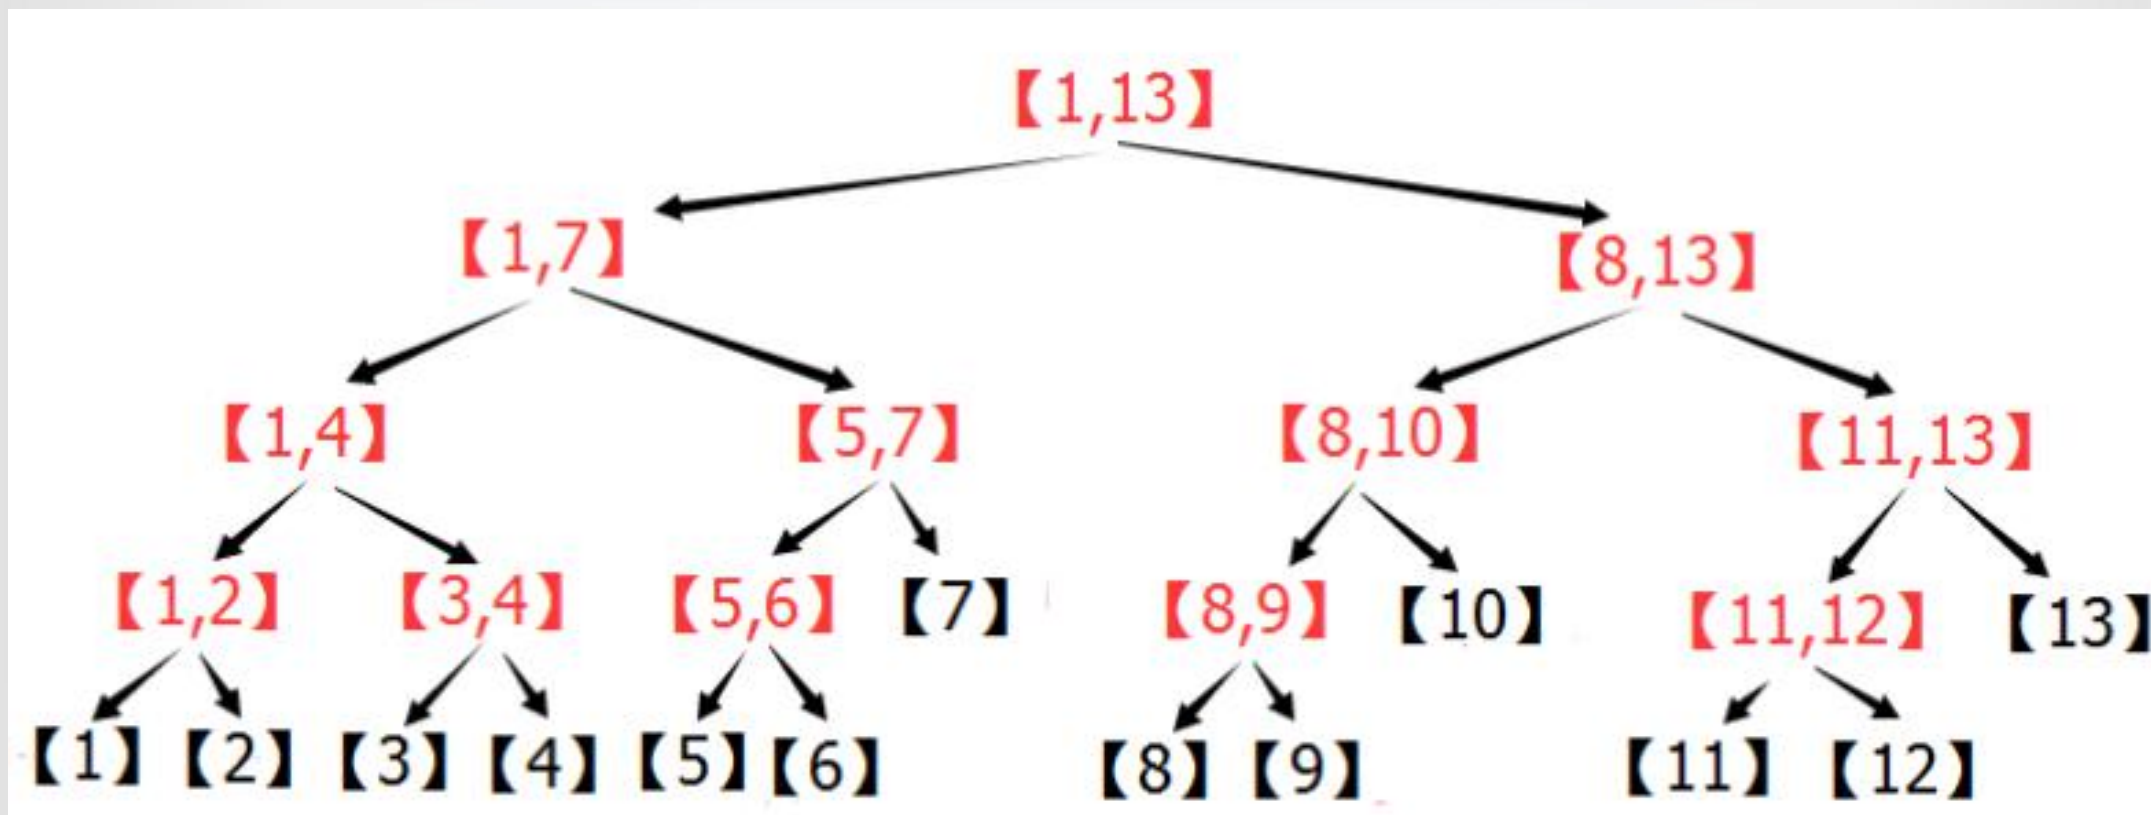 【1,13】
【1,7】 【8,13】
【1,4】 【5,7】 【8,10】 【11,13】
【1,2】 【3,4】 【5,6】 【7】 【8,9】 【10】 【11,12】 【13】
【1】 【2】 【3】 【4】 【5】 【6】 【8】 【9】 【11】 【12】